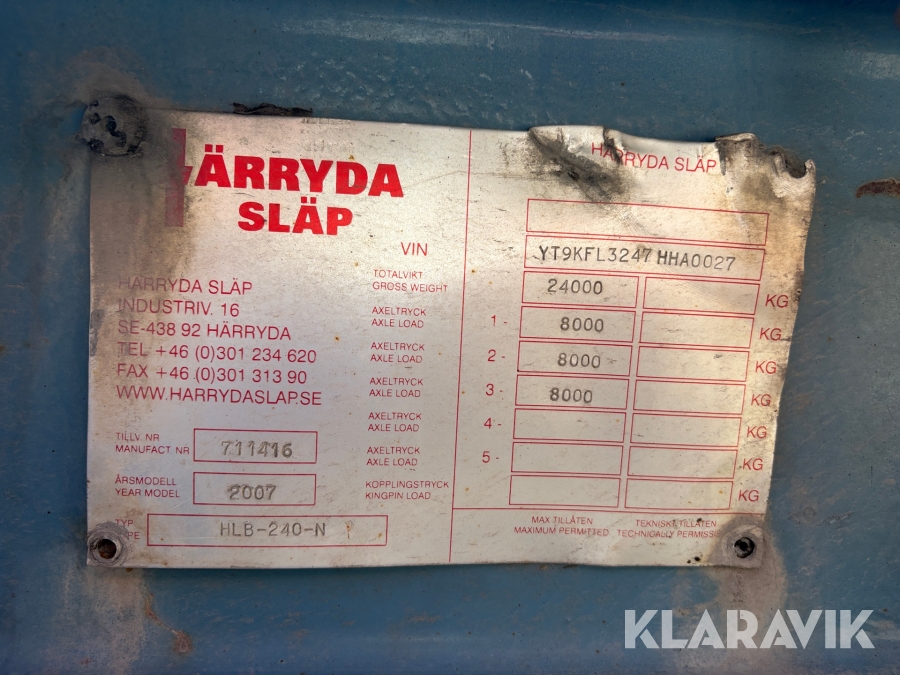 HÄRRYDA
SLÄP
HÄRRYDA SLÄP
INDUSTRIV. 16
SE-438 92 HÄRRYDA
TEL +46 (0)301 234 620
FAX +46 (0)301 313 90
WWW.HARRYDASLAP.SE
TILLV. NR
MANUFACT NR 711416
ÅRSMODELL
YEAR MODEL 2007
TYP
TYPE HLB-240-N
HÄRRYDA SLÄP
VIN YT9KFL3247HHA0027
TOTALVIKT
GROSS WEIGHT 24000 KG
AXELTRYCK
AXLE LOAD 1- 8000 KG
AXELTRYCK
AXLE LOAD 2- 8000 KG
AXELTRYCK
AXLE LOAD 3- 8000 KG
AXELTRYCK
AXLE LOAD 4- KG
AXELTRYCK
AXLE LOAD 5- KG
KOPPLINGSTRYCK
KINGPIN LOAD KG
MAX TILLÅTEN TEKNISKT TILLÅTEN
MAXIMUM PERMITTED TECHNICALLY PERMISSI
KLARAVIK